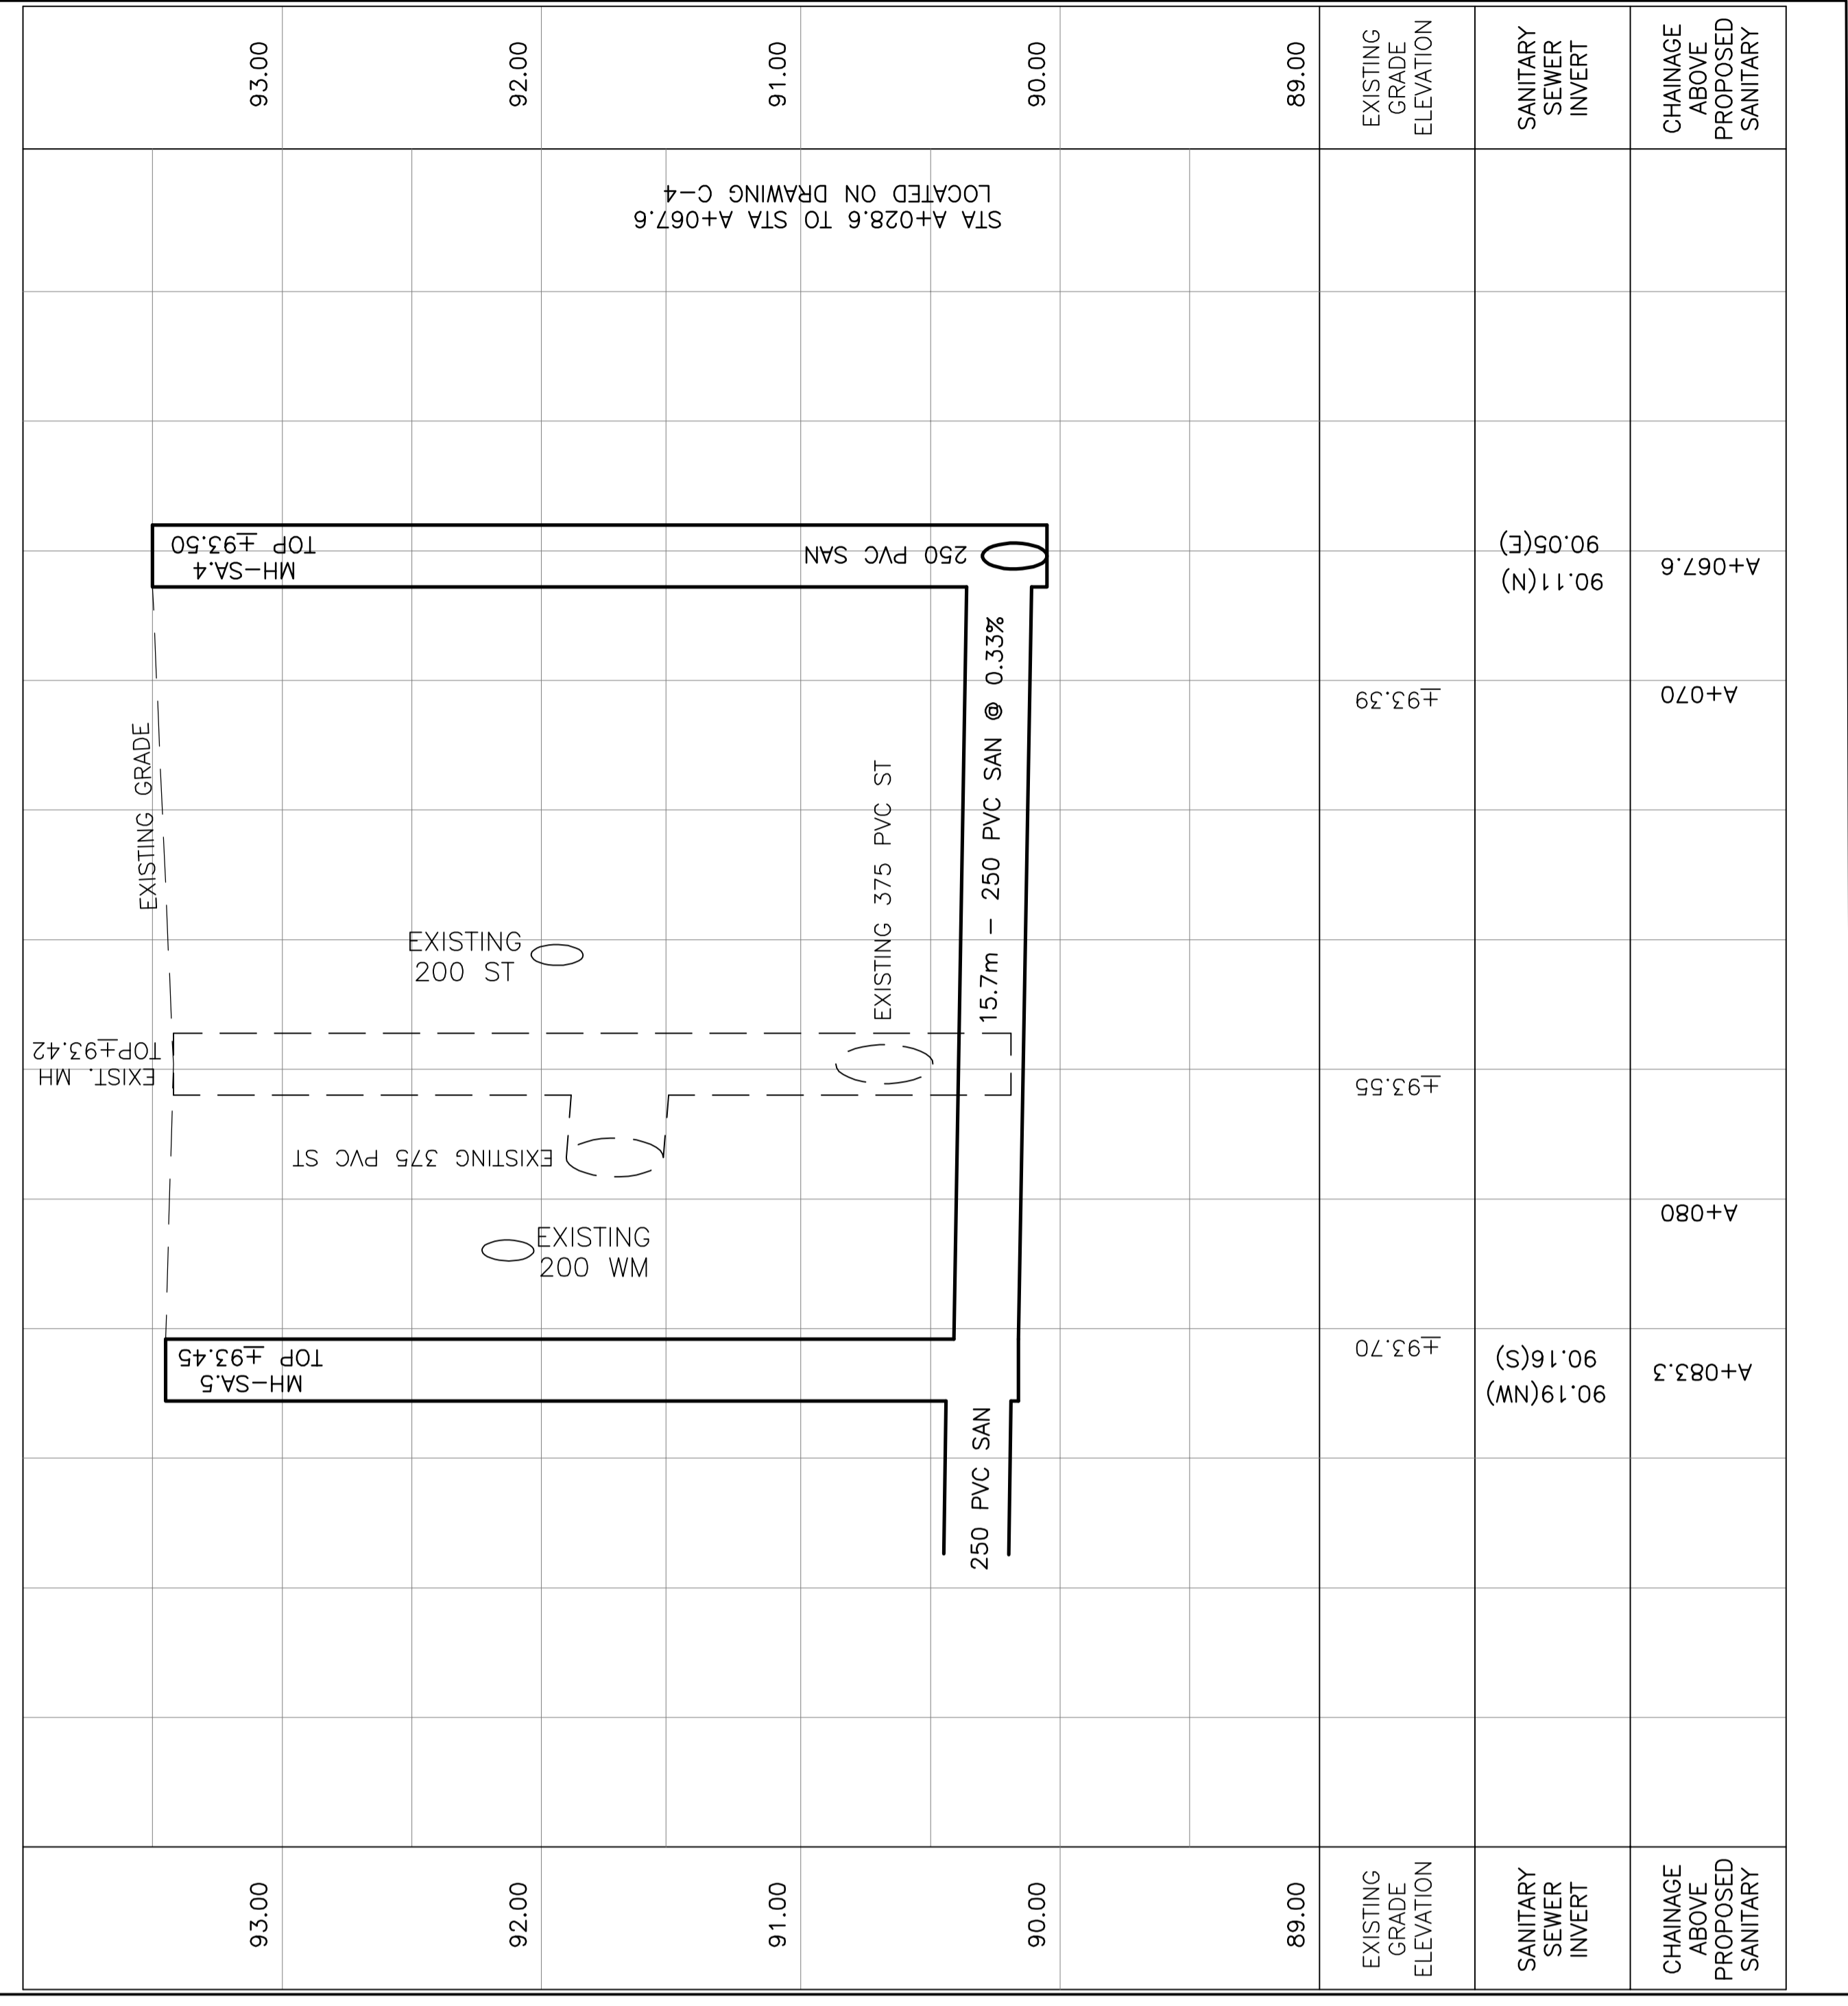 93.00
92.00
91.00
90.00
89.00
EXISTING
GRADE
ELEVATION
SANITARY
SEWER
INVERT
CHAINAGE
ABOVE
PROPOSED
SANITARY
STA A+028.6 TO STA A+067.6
LOCATED ON DRAWING C-4
MH-SA.4
TOP ±93.50
250 PVC SAN
90.11(N)
90.05(E)
A+067.6
EXISTING GRADE
15.7m - 250 PVC SAN @ 0.33%
±93.39
A+070
EXISTING 375 PVC ST
EXISTING
200 ST
EXIST. MH
TOP±93.42
±93.55
EXISTING 375 PVC ST
A+080
EXISTING
200 WM
MH-SA.5
TOP ±93.45
±93.70
90.19(NW)
90.16(S)
A+083.3
250 PVC SAN
93.00
92.00
91.00
90.00
89.00
EXISTING
GRADE
ELEVATION
SANITARY
SEWER
INVERT
CHAINAGE
ABOVE
PROPOSED
SANITARY